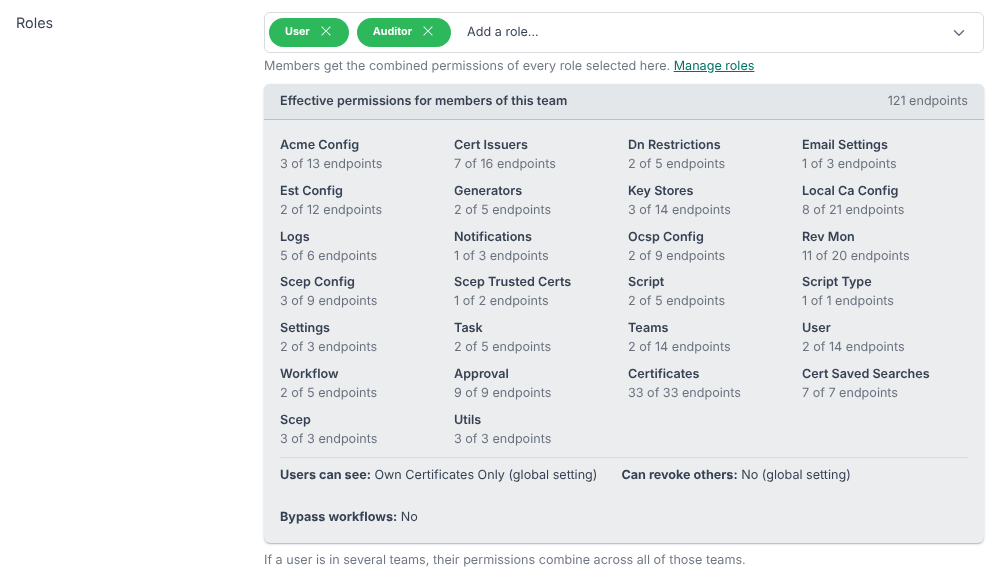 Roles
User
Auditor
Add a role...
Members get the combined permissions of every role selected here. Manage roles
Effective permissions for members of this team 121 endpoints
Acme Config Cert Issuers Dn Restrictions Email Settings
3 of 13 endpoints 7 of 16 endpoints 2 of 5 endpoints 1 of 3 endpoints
Est Config Generators Key Stores Local Ca Config
2 of 12 endpoints 2 of 5 endpoints 3 of 14 endpoints 8 of 21 endpoints
Logs Notifications Ocsp Config Rev Mon
5 of 6 endpoints 1 of 3 endpoints 2 of 9 endpoints 11 of 20 endpoints
Scep Config Scep Trusted Certs Script Script Type
3 of 9 endpoints 1 of 2 endpoints 2 of 5 endpoints 1 of 1 endpoints
Settings Task Teams User
2 of 3 endpoints 2 of 5 endpoints 2 of 14 endpoints 2 of 14 endpoints
Workflow Approval Certificates Cert Saved Searches
2 of 5 endpoints 9 of 9 endpoints 33 of 33 endpoints 7 of 7 endpoints
Scep Utils
3 of 3 endpoints 3 of 3 endpoints
Users can see: Own Certificates Only (global setting) Can revoke others: No (global setting)
Bypass workflows: No
If a user is in several teams, their permissions combine across all of those teams.